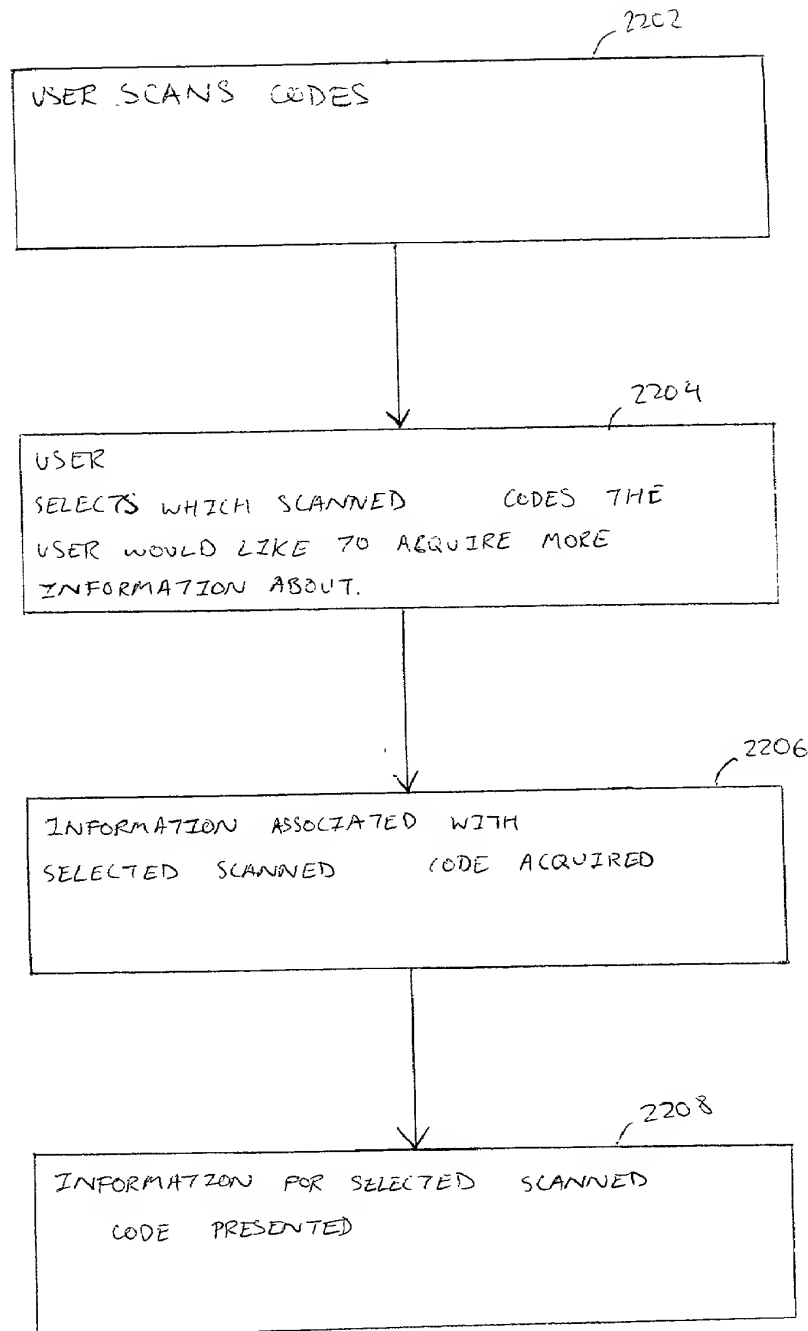 2202
USER SCANS CODES
2204
USER
SELECTS WHICH SCANNED CODES THE
USER WOULD LIKE TO ACQUIRE MORE
INFORMATION ABOUT.
2206
INFORMATION ASSOCIATED WITH
SELECTED SCANNED CODE ACQUIRED
2208
INFORMATION FOR SELECTED SCANNED
CODE PRESENTED